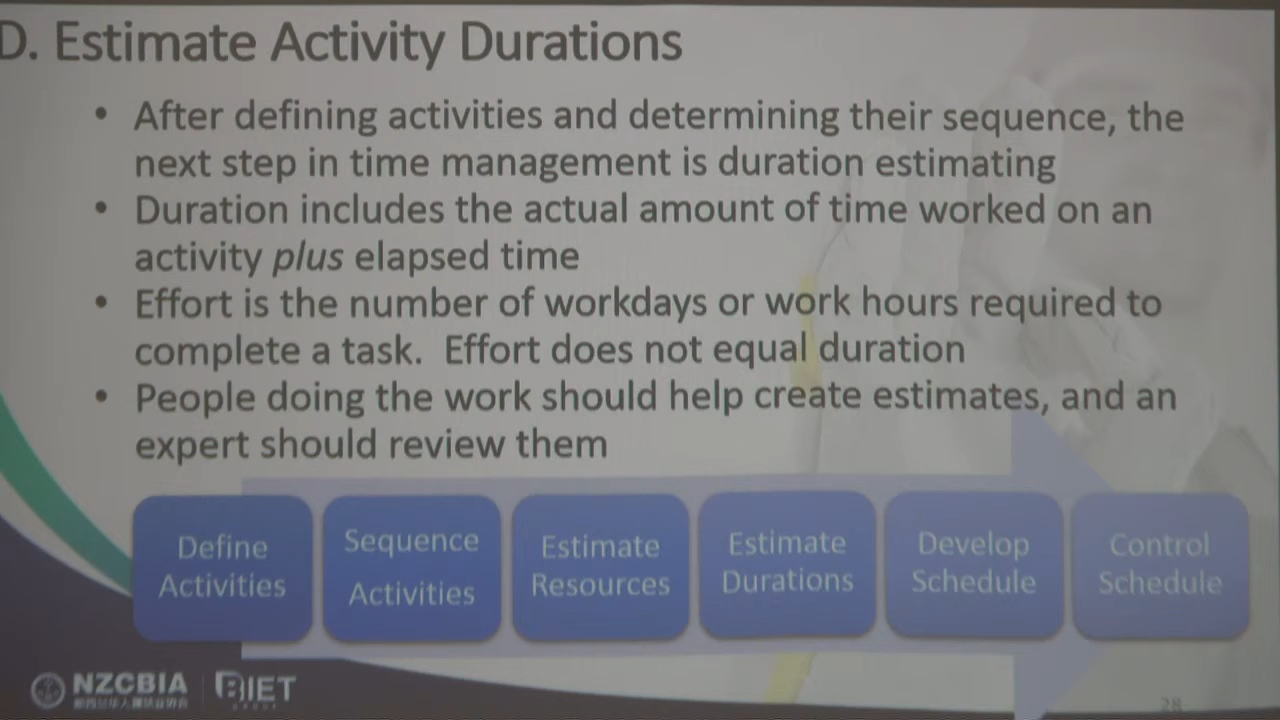 D. Estimate Activity Durations
• After defining activities and determining their sequence, the
next step in time management is duration estimating
• Duration includes the actual amount of time worked on an
activity plus elapsed time
• Effort is the number of workdays or work hours required to
complete a task. Effort does not equal duration
• People doing the work should help create estimates, and an
expert should review them
Define
Activities
Sequence
Activities
Estimate
Resources
Estimate
Durations
Develop
Schedule
Control
Schedule
NZCBIA
BIET
28